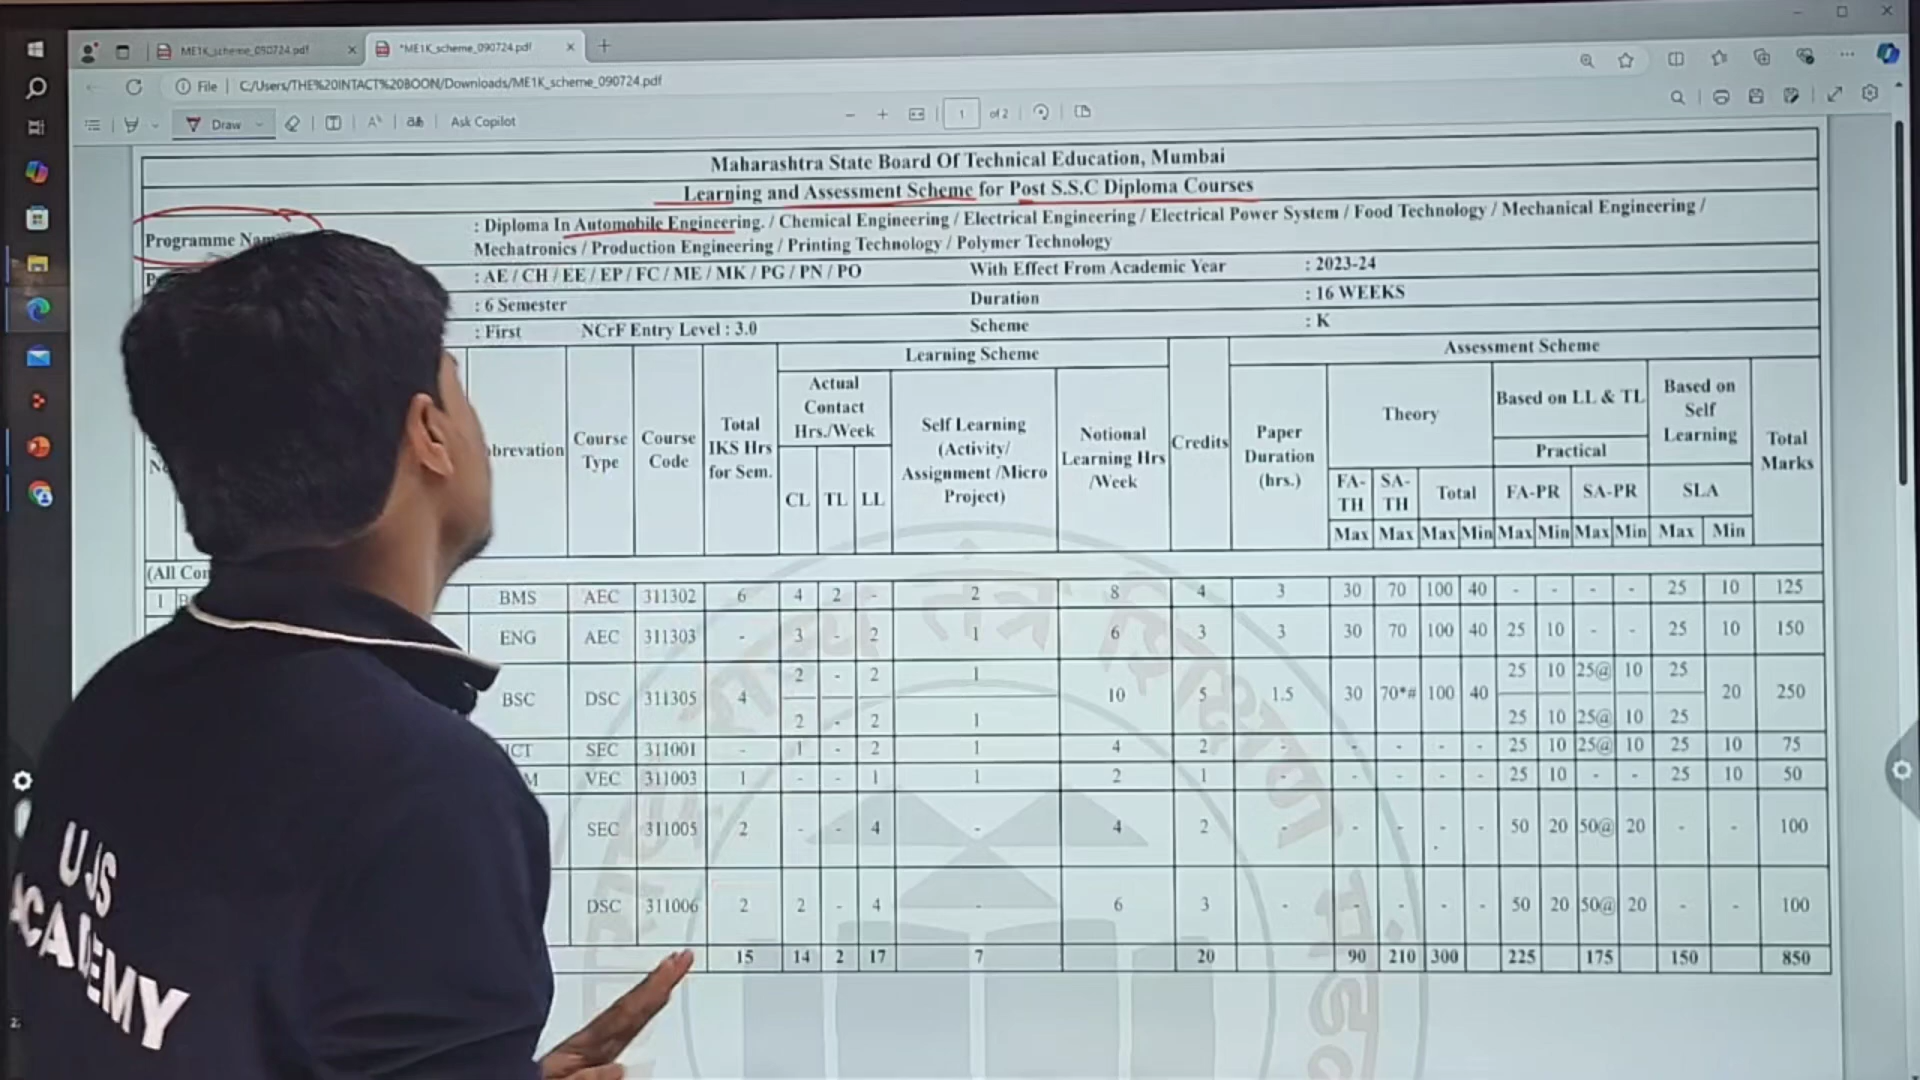 ME1K_scheme_090724.pdf
*ME1K_scheme_090724.pdf
File | C:/Users/THE%20INTACT%20BOON/Downloads/ME1K_scheme_090724.pdf
Draw
Ask Copilot
1 of 2
Maharashtra State Board Of Technical Education, Mumbai
Learning and Assessment Scheme for Post S.S.C Diploma Courses
Programme : Diploma In Automobile Engineering. / Chemical Engineering / Electrical Engineering / Electrical Power System / Food Technology / Mechanical Engineering /
Mechatronics / Production Engineering / Printing Technology / Polymer Technology
: AE / CH / EE / EP / FC / ME / MK / PG / PN / PO With Effect From Academic Year : 2023-24
: 6 Semester Duration : 16 WEEKS
: First NCrF Entry Level : 3.0 Scheme : K
Learning Scheme Assessment Scheme
Course Type
Course Code
Total IKS Hrs for Sem.
Actual Contact Hrs./Week
CL TL LL
Self Learning (Activity/ Assignment /Micro Project)
Notional Learning Hrs /Week
Credits
Paper Duration (hrs.)
Theory
FA-TH SA-TH Total
Based on LL & TL
Practical
FA-PR SA-PR
Based on Self Learning
SLA
Total Marks
Max Max Max Min Max Min Max Min Max Min
(All
1 BMS AEC 311302 6 4 2 - 2 8 4 3 30 70 100 40 - - - - 25 10 125
ENG AEC 311303 - 3 - 2 1 6 3 3 30 70 100 40 25 10 - - 25 10 150
BSC DSC 311305 4 2 - 2 1 10 5 1.5 30 70*# 100 40 25 10 25@ 10 25 20 250
2 - 2 1 25 10 25@ 10 25
ICT SEC 311001 - 1 - 2 1 4 2 - - - - - 25 10 25@ 10 25 10 75
VEC 311003 1 - - 1 1 2 1 - - - - - 25 10 - - 25 10 50
SEC 311005 2 - - 4 - 4 2 - - - - - 50 20 50@ 20 - - 100
DSC 311006 2 2 - 4 - 6 3 - - - - - 50 20 50@ 20 - - 100
15 14 2 17 7 20 90 210 300 225 175 150 850
UJS
ACADEMY